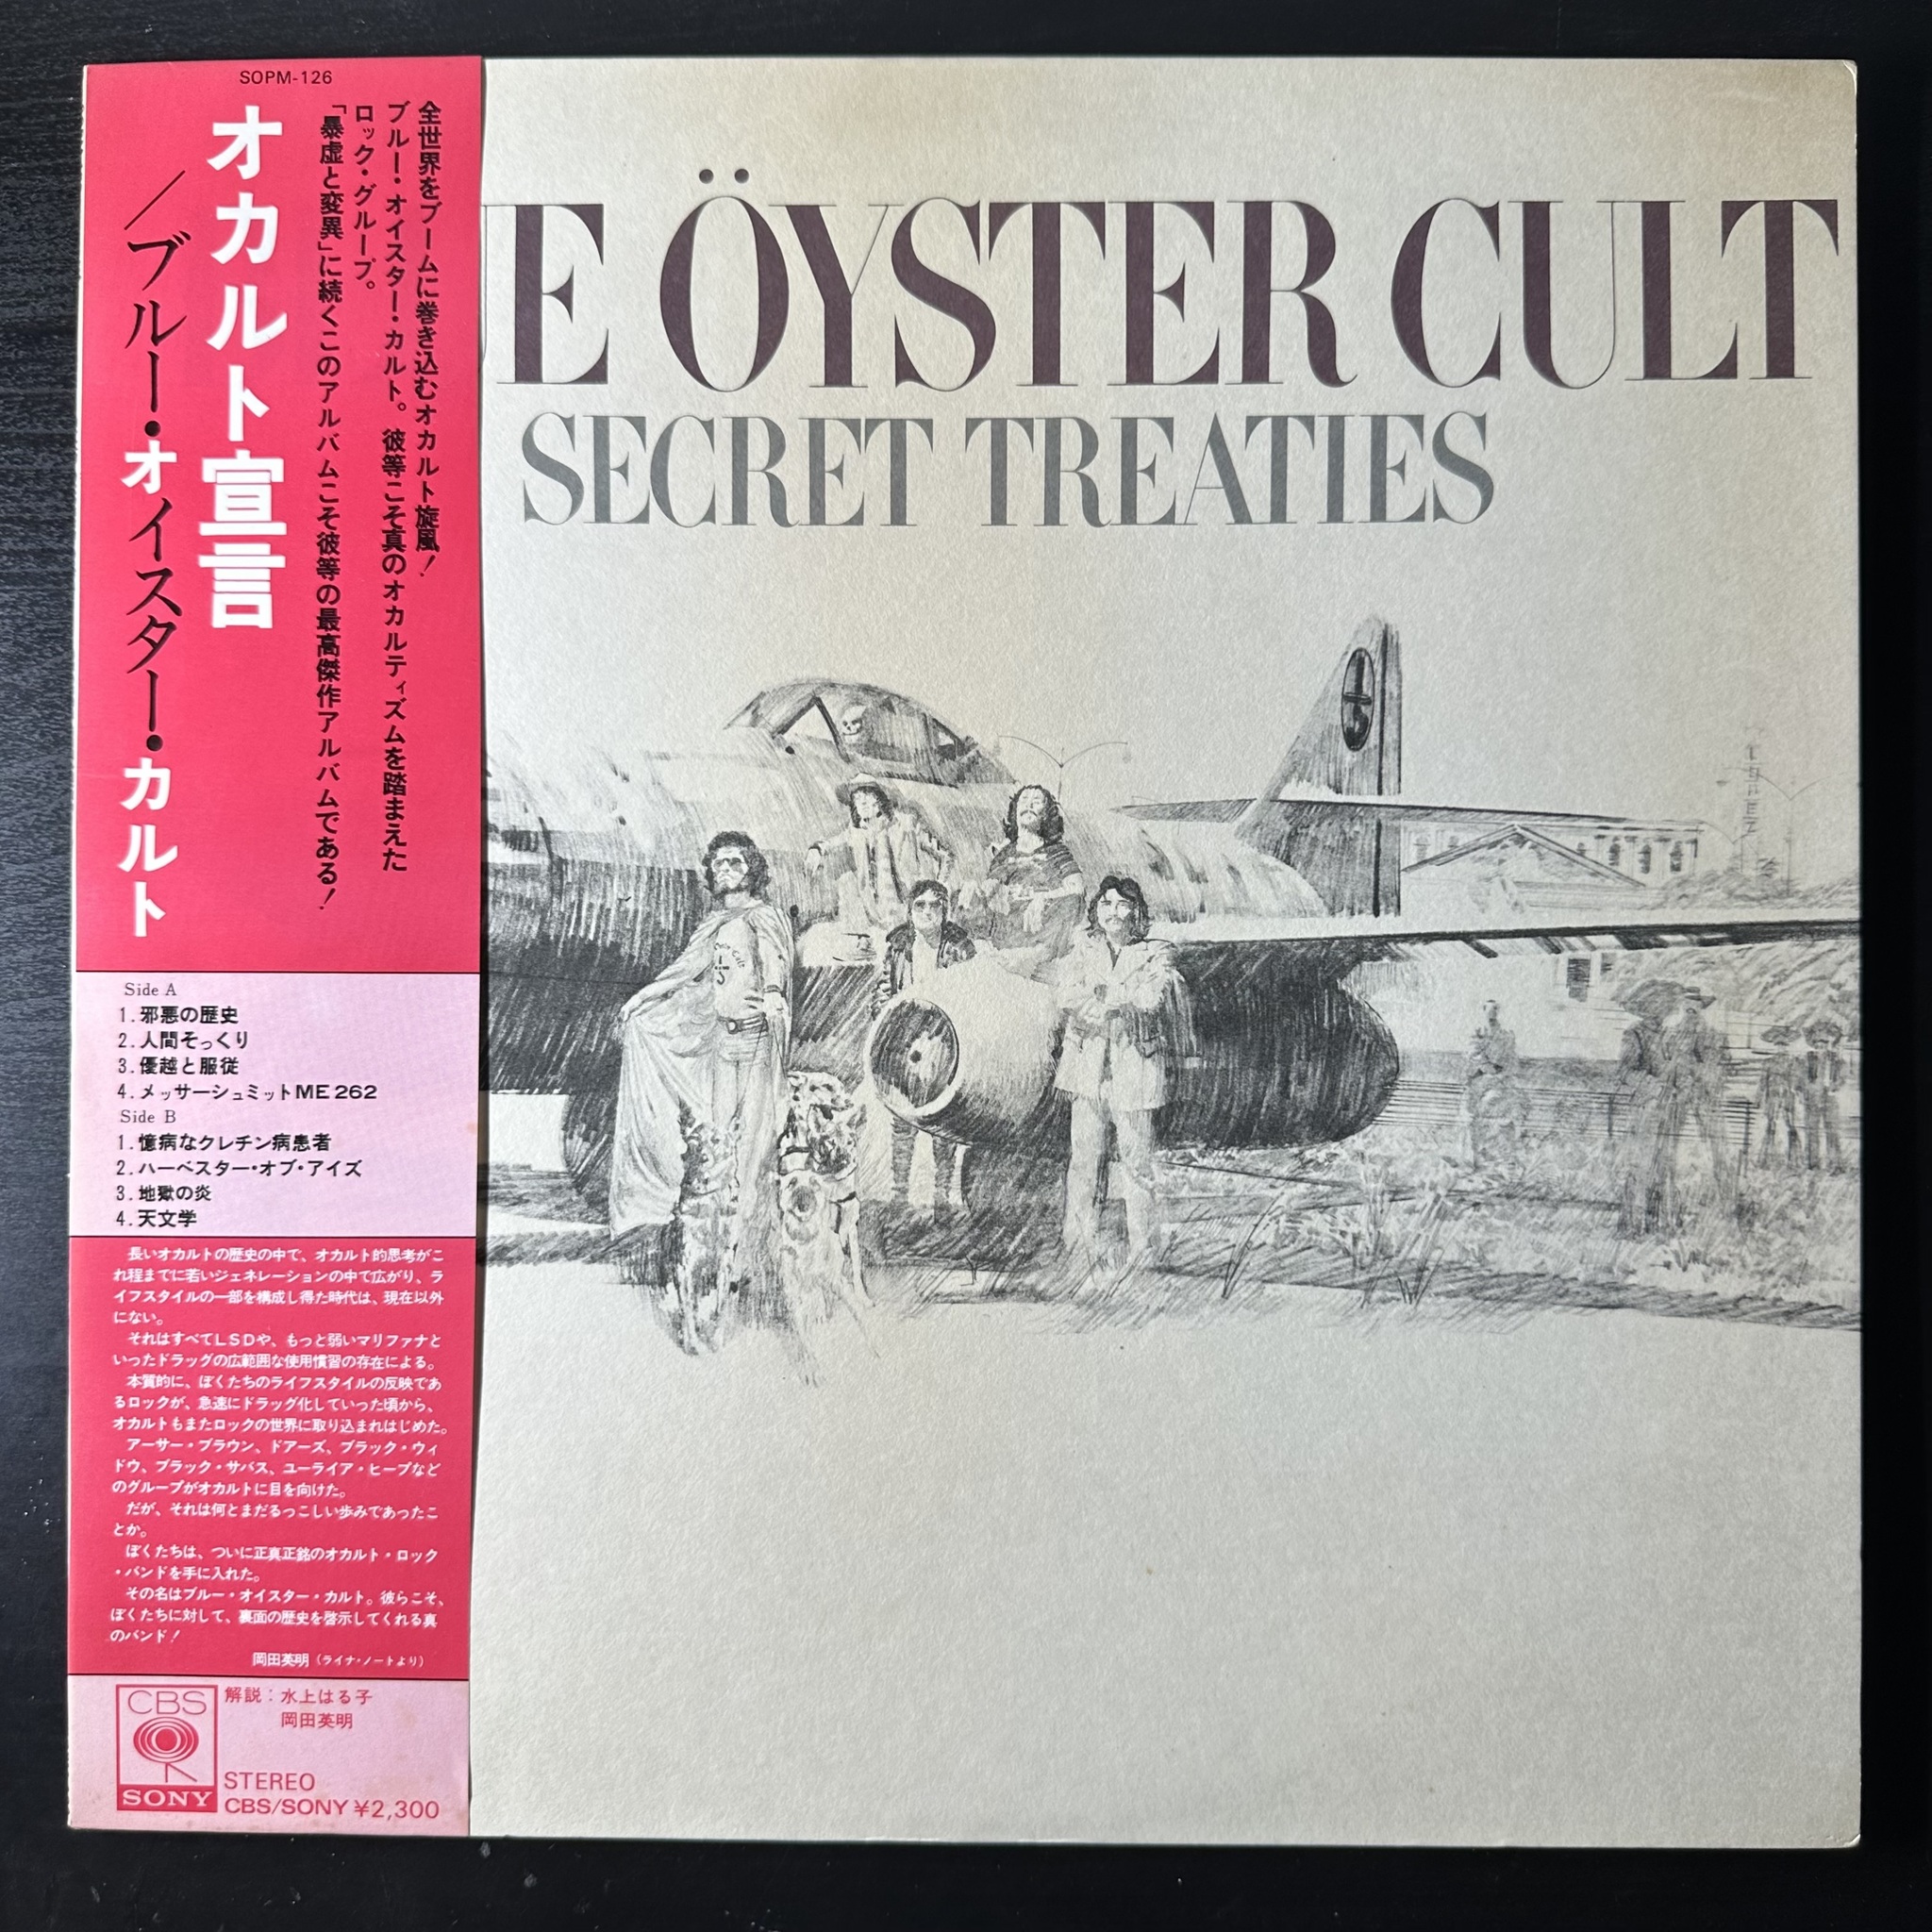 SOPM-126
全世界をブームに巻き込むオカルト旋風!
ブルー・オイスター・カルト。彼等こそ真のオカルティズムを踏まえた
ロック・グループ。
「暴虚と変異」に続くこのアルバムこそ彼等の最高傑作アルバムである!
オカルト宣言
/ブルー・オイスター・カルト
Side A
1.邪悪の歴史
2.人間そっくり
3.優越と服従
4.メッサーシュミットME 262
Side B
1.憶病なクレチン病患者
2.ハーベスター・オブ・アイズ
3.地獄の炎
4.天文学
長いオカルトの歴史の中で、オカルト的思考がこ
れ程までに若いジェネレーションの中で広がり、ラ
イフスタイルの一部を構成し得た時代は、現在以外
にない。
それはすべてLSDや、もっと弱いマリファナと
いったドラッグの広範囲な使用慣習の存在による。
本質的に、ぼくたちのライフスタイルの反映であ
るロックが、急速にドラッグ化していった頃から、
オカルトもまたロックの世界に取り込まれはじめた。
アーサー・ブラウン、ドアーズ、ブラック・ウィ
ドウ、ブラック・サバス、ユーライア・ヒープなど
のグループがオカルトに目を向けた。
だが、それは何とまだるっこしい歩みであったこ
とか。
ぼくたちは、ついに正真正銘のオカルト・ロック
・バンドを手に入れた。
その名はブルー・オイスター・カルト。彼らこそ、
ぼくたちに対して、裏面の歴史を啓示してくれる真
のバンド!
岡田英明(ライナ・ノートより)
CBS
SONY
解説:水上はる子
岡田英明
STEREO
CBS/SONY ¥2,300
UE ÖYSTER CULT
SECRET TREATIES